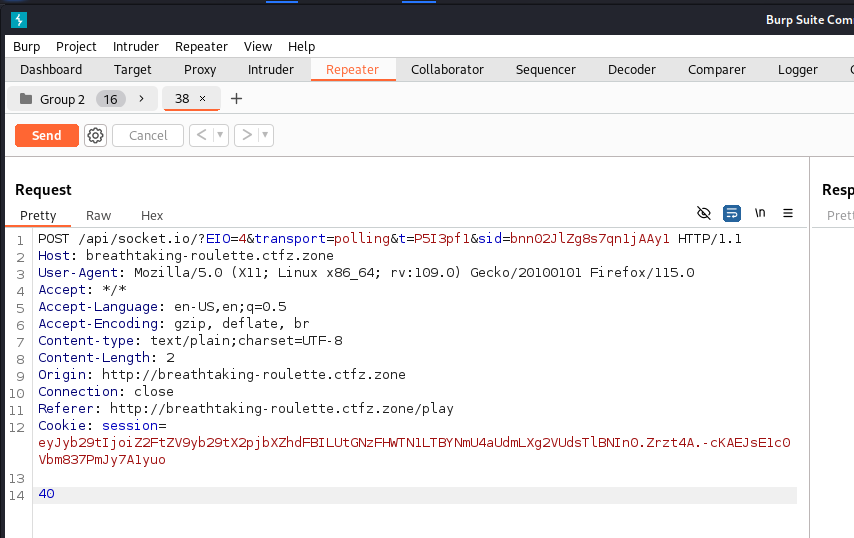 Burp Suite Com
Burp Project Intruder Repeater View Help
Dashboard Target Proxy Intruder Repeater Collaborator Sequencer Decoder Comparer Logger
Group 2 16 > 38 × +
Send Cancel < >
Request
Resp
Pretty Raw Hex
\n
Prett
1 POST /api/socket.io/?EIO=4&transport=polling&t=P5I3pf1&sid=bnn02JlZg8s7qn1jAAy1 HTTP/1.1
2 Host: breathtaking-roulette.ctfz.zone
3 User-Agent: Mozilla/5.0 (X11; Linux x86_64; rv:109.0) Gecko/20100101 Firefox/115.0
4 Accept: */*
5 Accept-Language: en-US,en;q=0.5
6 Accept-Encoding: gzip, deflate, br
7 Content-type: text/plain;charset=UTF-8
8 Content-Length: 2
9 Origin: http://breathtaking-roulette.ctfz.zone
10 Connection: close
11 Referer: http://breathtaking-roulette.ctfz.zone/play
12 Cookie: session=
eyJyb29tIjoiZ2FtZV9yb29tX2pjbXZhdFBILUtGNzFHWTN1LTBYNmU4aUdmLXg2VUdsTlBNIn0.Zrzt4A.-cKAEJsE1c0
Vbm837PmJy7A1yuo
13
14 40